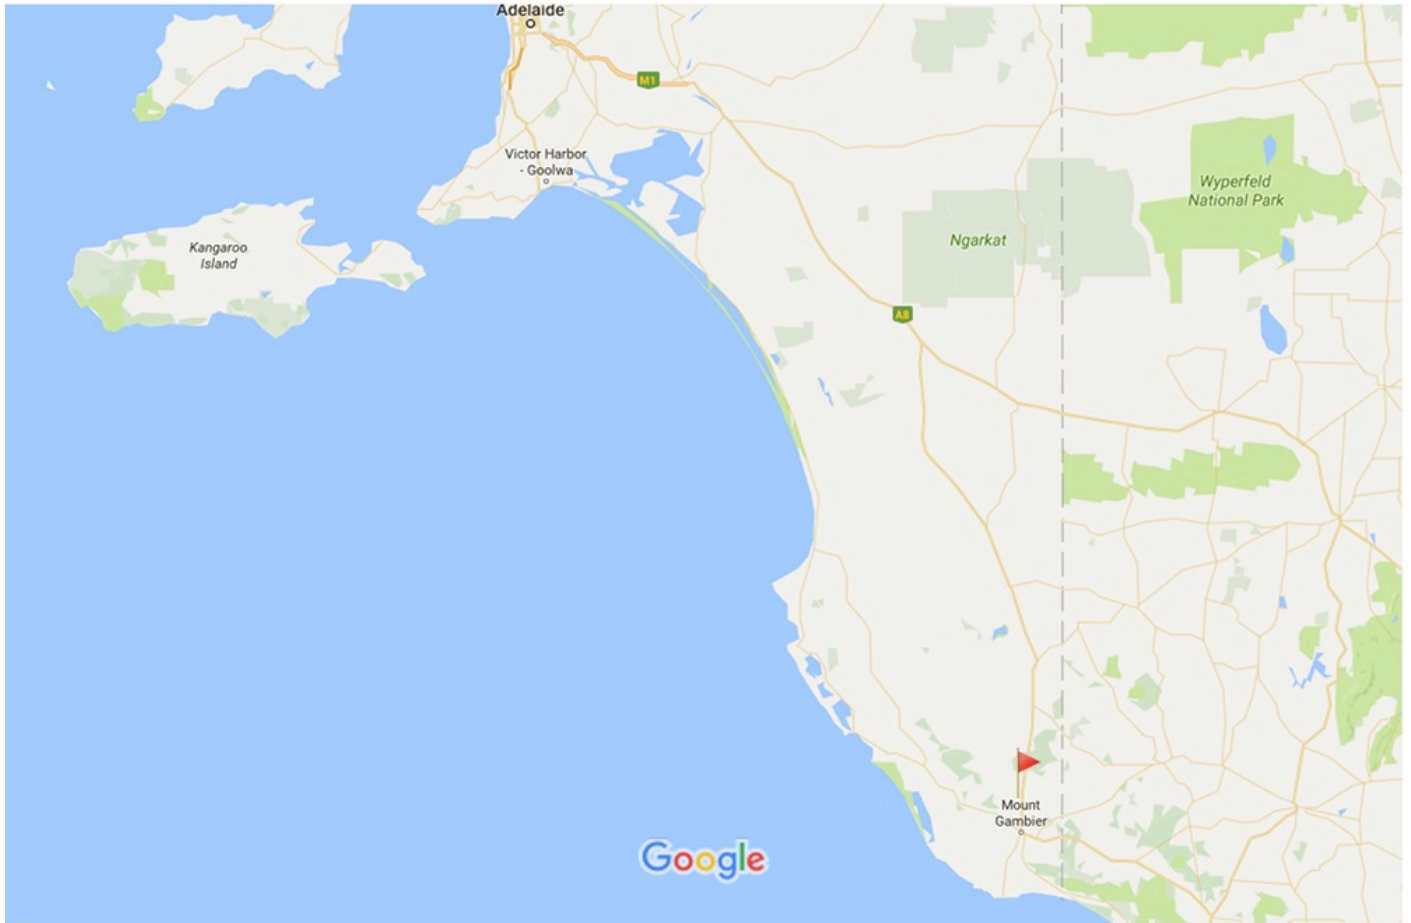 Adelaide
M1
Victor Harbor
- Goolwa
Wyperfeld
National Park
Kangaroo
Island
Ngarkat
A8
Mount
Gambier
Google